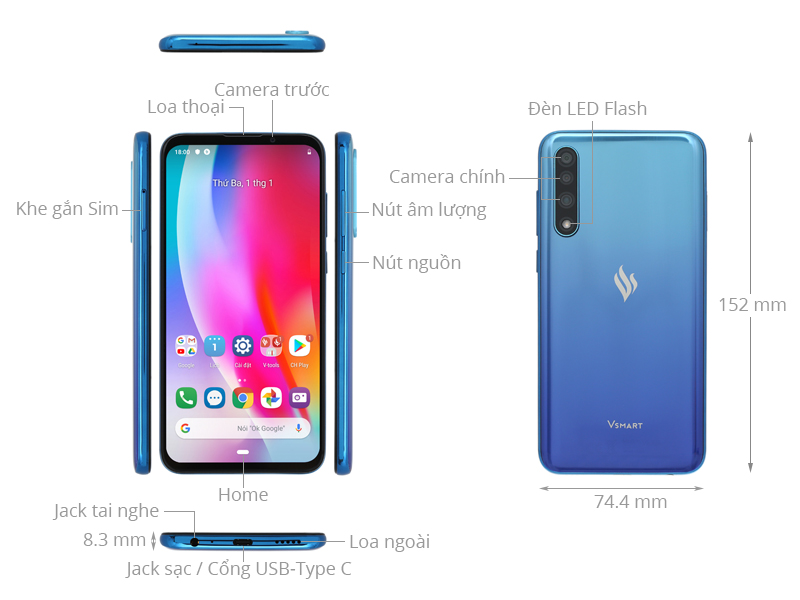 Camera trước
Loa thoại
Đèn LED Flash
18:00
Thứ Ba, 1 thg 1
Camera chính
Khe gắn Sim
Nút âm lượng
Nút nguồn
152 mm
1
Google
Cài đặt
V-tools
CH Play
Nói "Ok Google"
VSMART
Home
74.4 mm
Jack tai nghe
8.3 mm
Loa ngoài
Jack sạc / Cổng USB-Type C